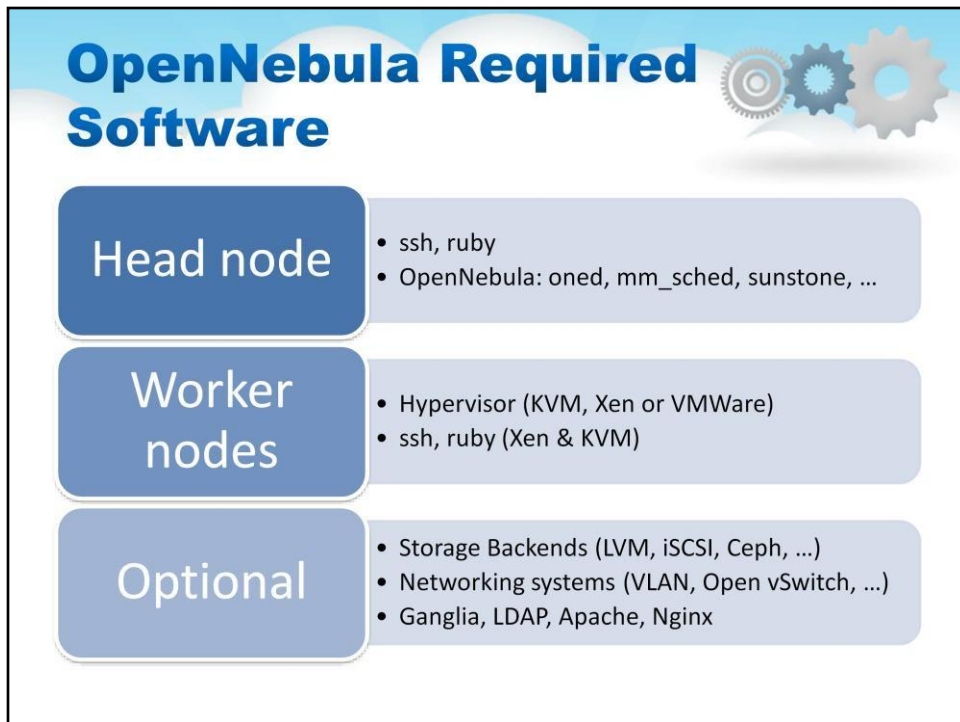 OpenNebula Required
Software
Head node
• ssh, ruby
• OpenNebula: oned, mm_sched, sunstone, …
Worker
nodes
• Hypervisor (KVM, Xen or VMWare)
• ssh, ruby (Xen & KVM)
Optional
• Storage Backends (LVM, iSCSI, Ceph, …)
• Networking systems (VLAN, Open vSwitch, …)
• Ganglia, LDAP, Apache, Nginx